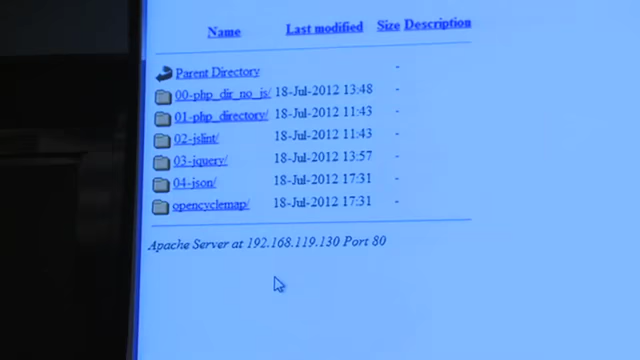 Name Last modified Size Description
Parent Directory -
00-php_dir_no_js/ 18-Jul-2012 13:48 -
01-php_directory/ 18-Jul-2012 11:43 -
02-jslint/ 18-Jul-2012 11:43 -
03-jquery/ 18-Jul-2012 13:57 -
04-json/ 18-Jul-2012 17:31 -
opencyclemap/ 18-Jul-2012 17:31 -
Apache Server at 192.168.119.130 Port 80